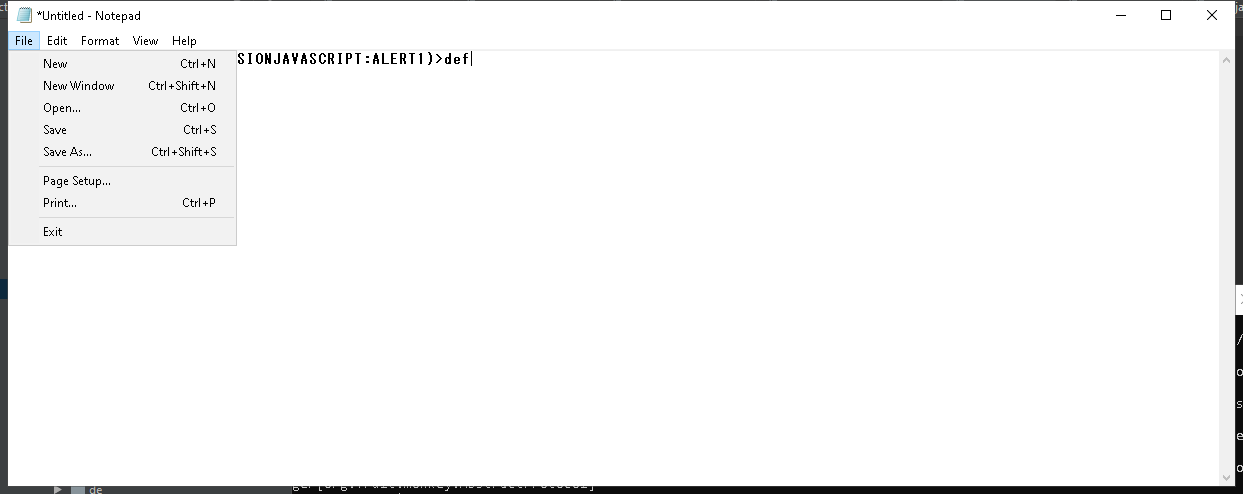 *Untitled - Notepad
File Edit Format View Help
SIONJAVASCRIPT:ALERT1)>def
New Ctrl+N
New Window Ctrl+Shift+N
Open... Ctrl+O
Save Ctrl+S
Save As... Ctrl+Shift+S
Page Setup...
Print... Ctrl+P
Exit
de